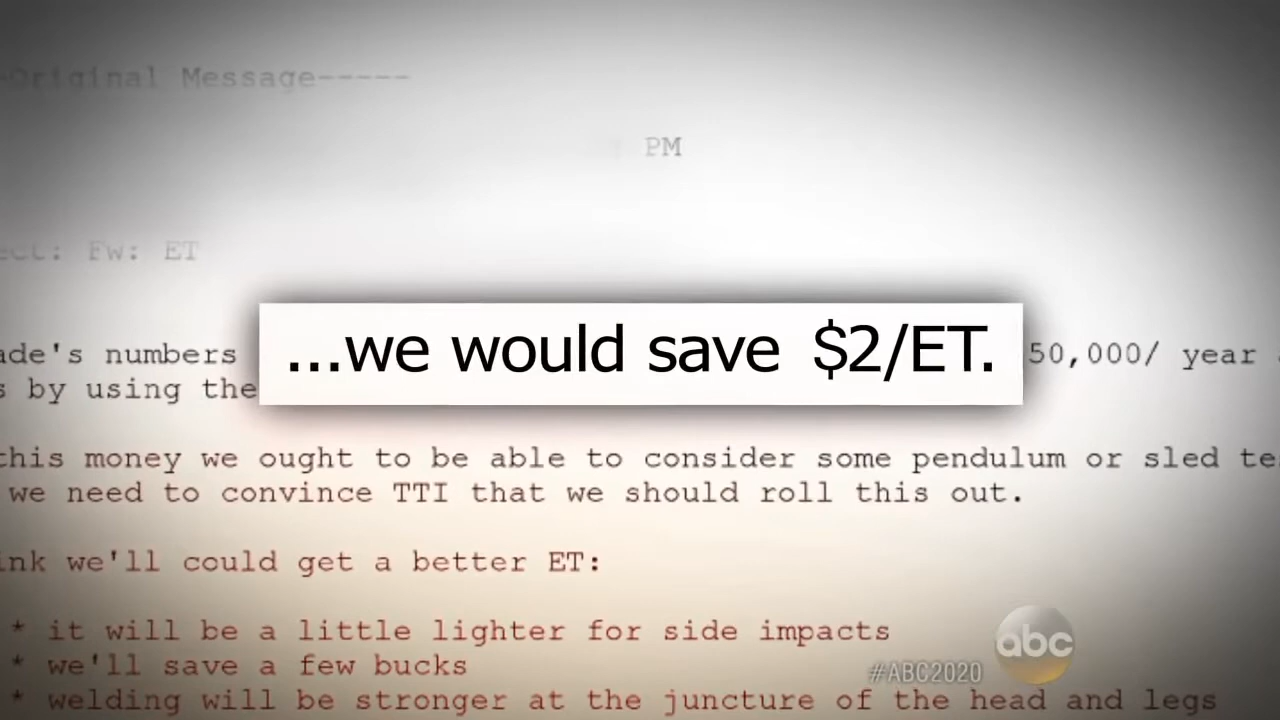 Original Message-----
PM
Fw: ET
ade's numbers ...we would save $2/ET. 50,000/ year
s by using the
this money we ought to be able to consider some pendulum or sled te
we need to convince TTI that we should roll this out.
ink we'll could get a better ET:
* it will be a little lighter for side impacts
* we'll save a few bucks
* welding will be stronger at the juncture of the head and legs
abc
#ABC2020